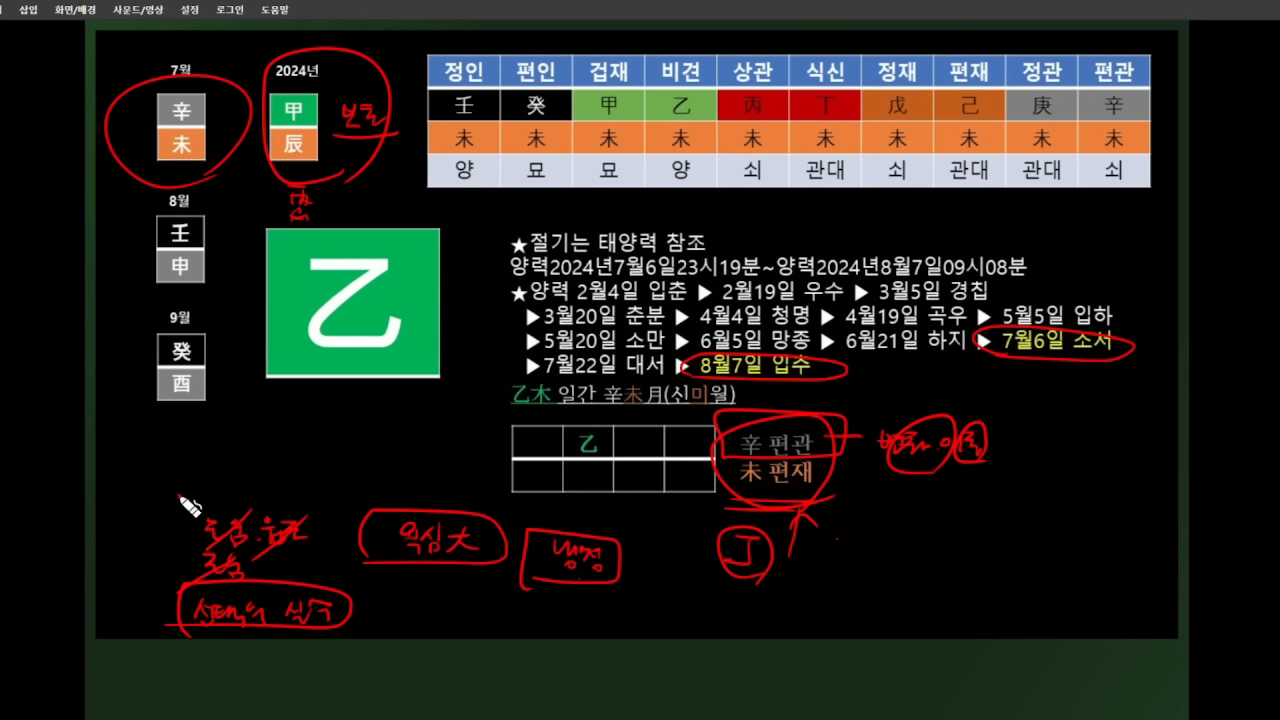 삽입 화면/배경 사운드/영상 설정 로그인 도움말
7월
辛
未
8월
壬
申
9월
癸
酉
2024년
甲
辰
乙
정인 편인 겁재 비견 상관 식신 정재 편재 정관 편관
壬 癸 甲 乙 丙 丁 戊 己 庚 辛
未 未 未 未 未 未 未 未 未 未
양 묘 묘 양 쇠 관대 쇠 관대 관대 쇠
★절기는 태양력 참조
양력2024년7월6일23시19분~양력2024년8월7일09시08분
★양력 2월4일 입춘 ▶ 2월19일 우수 ▶ 3월5일 경칩
▶3월20일 춘분 ▶ 4월4일 청명 ▶ 4월19일 곡우 ▶ 5월5일 입하
▶5월20일 소만 ▶ 6월5일 망종 ▶ 6월21일 하지 ▶ 7월6일 소서
▶7월22일 대서 ▶ 8월7일 입추
乙木 일간 辛未月(신미월)
乙
辛 편관
未 편재
욕심大
냉정
J
선택의 실수